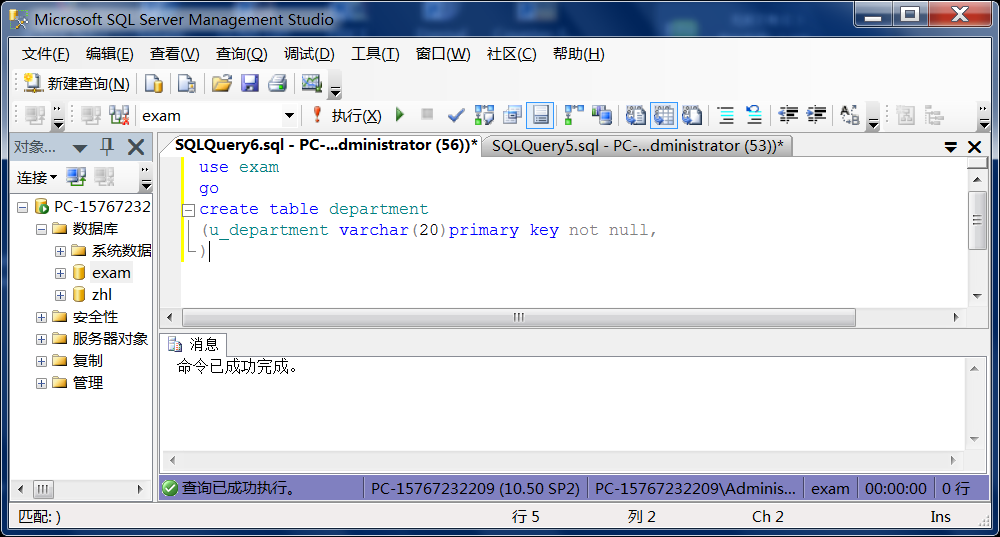 Microsoft SQL Server Management Studio
文件(F) 编辑(E) 查看(V) 查询(Q) 调试(D) 工具(T) 窗口(W) 社区(C) 帮助(H)
新建查询(N)
exam 执行(X)
对象...
SQLQuery6.sql - PC-...dministrator (56))* SQLQuery5.sql - PC-...dministrator (53))*
连接
PC-15767232
数据库
系统数据
exam
zhl
安全性
服务器对象
复制
管理
use exam
go
create table department
(u_department varchar(20)primary key not null,
)
消息
命令已成功完成。
查询已成功执行。 PC-15767232209 (10.50 SP2) PC-15767232209\Adminis... exam 00:00:00 0 行
匹配: ) 行 5 列 2 Ch 2 Ins